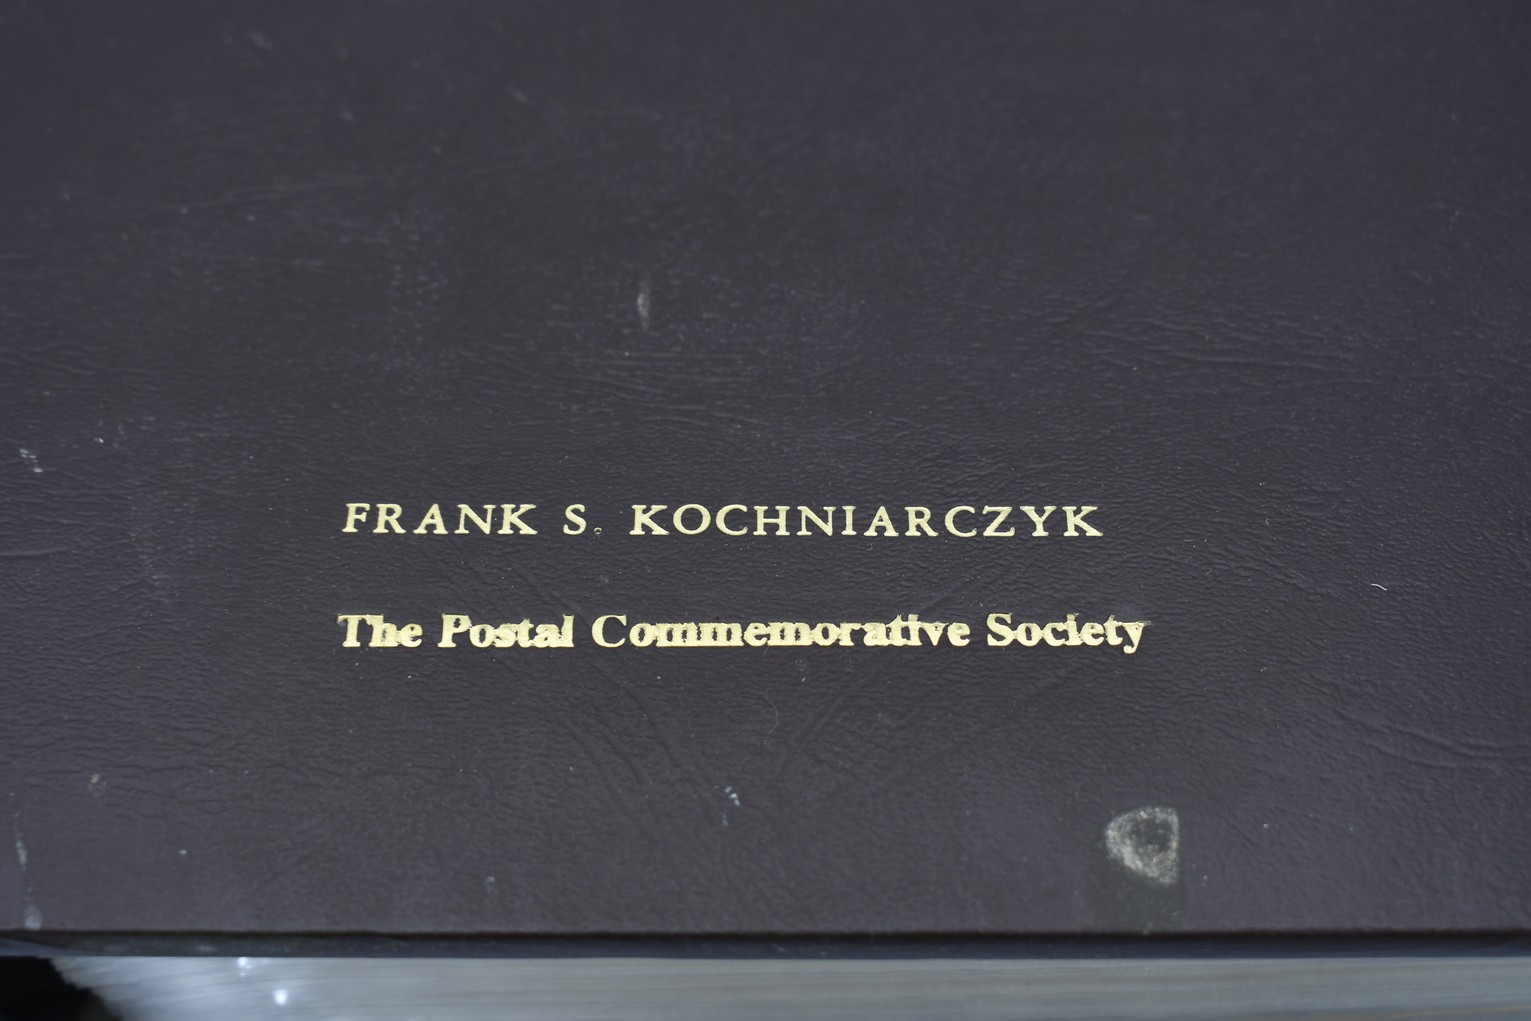 FRANK S. KOCHNIARCZYK
The Postal Commemorative Society